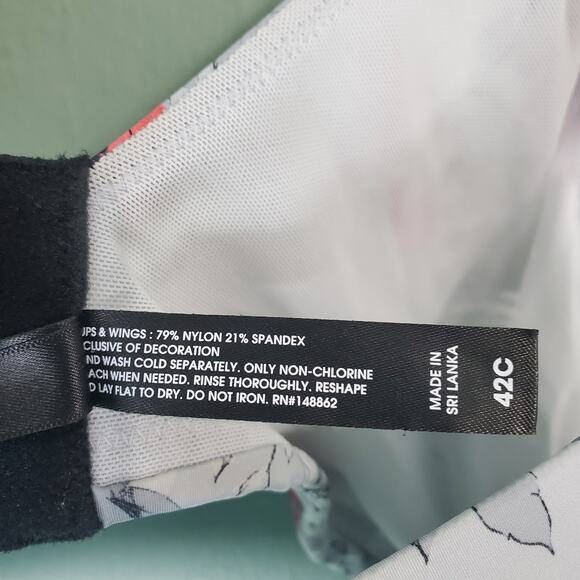 UPS & WINGS : 79% NYLON 21% SPANDEX
CLUSIVE OF DECORATION
ND WASH COLD SEPARATELY. ONLY NON-CHLORINE
ACH WHEN NEEDED. RINSE THOROUGHLY. RESHAPE
D LAY FLAT TO DRY. DO NOT IRON. RN#148862
MADE IN
SRI LANKA
42C